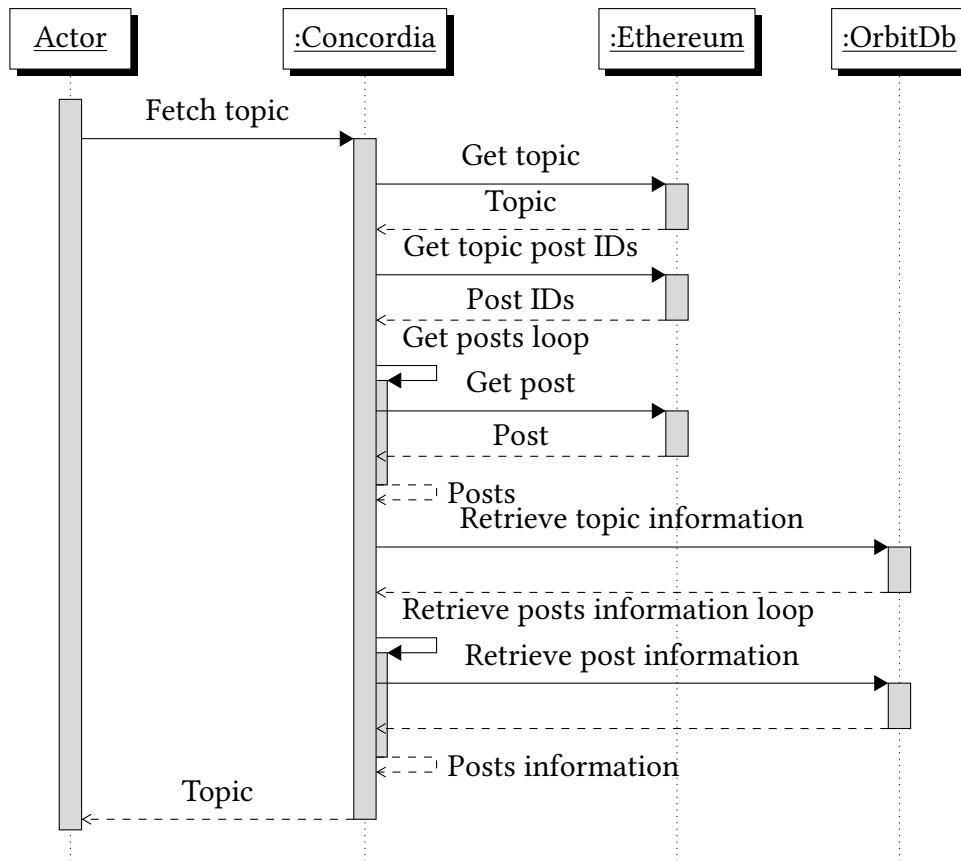 Actor
:Concordia
:Ethereum
:OrbitDb
Fetch topic
Get topic
Topic
Get topic post IDs
Post IDs
Get posts loop
Get post
Post
Posts
Retrieve topic information
Retrieve posts information loop
Retrieve post information
Posts information
Topic